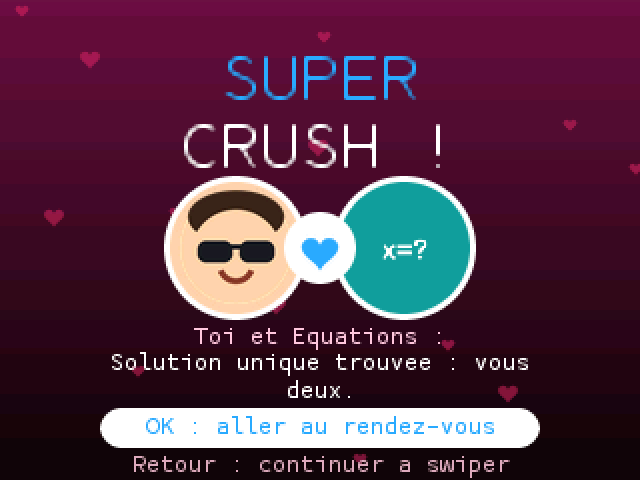 SUPER
CRUSH !
x=?
Toi et Equations :
Solution unique trouvee : vous
deux.
OK : aller au rendez-vous
Retour : continuer a swiper